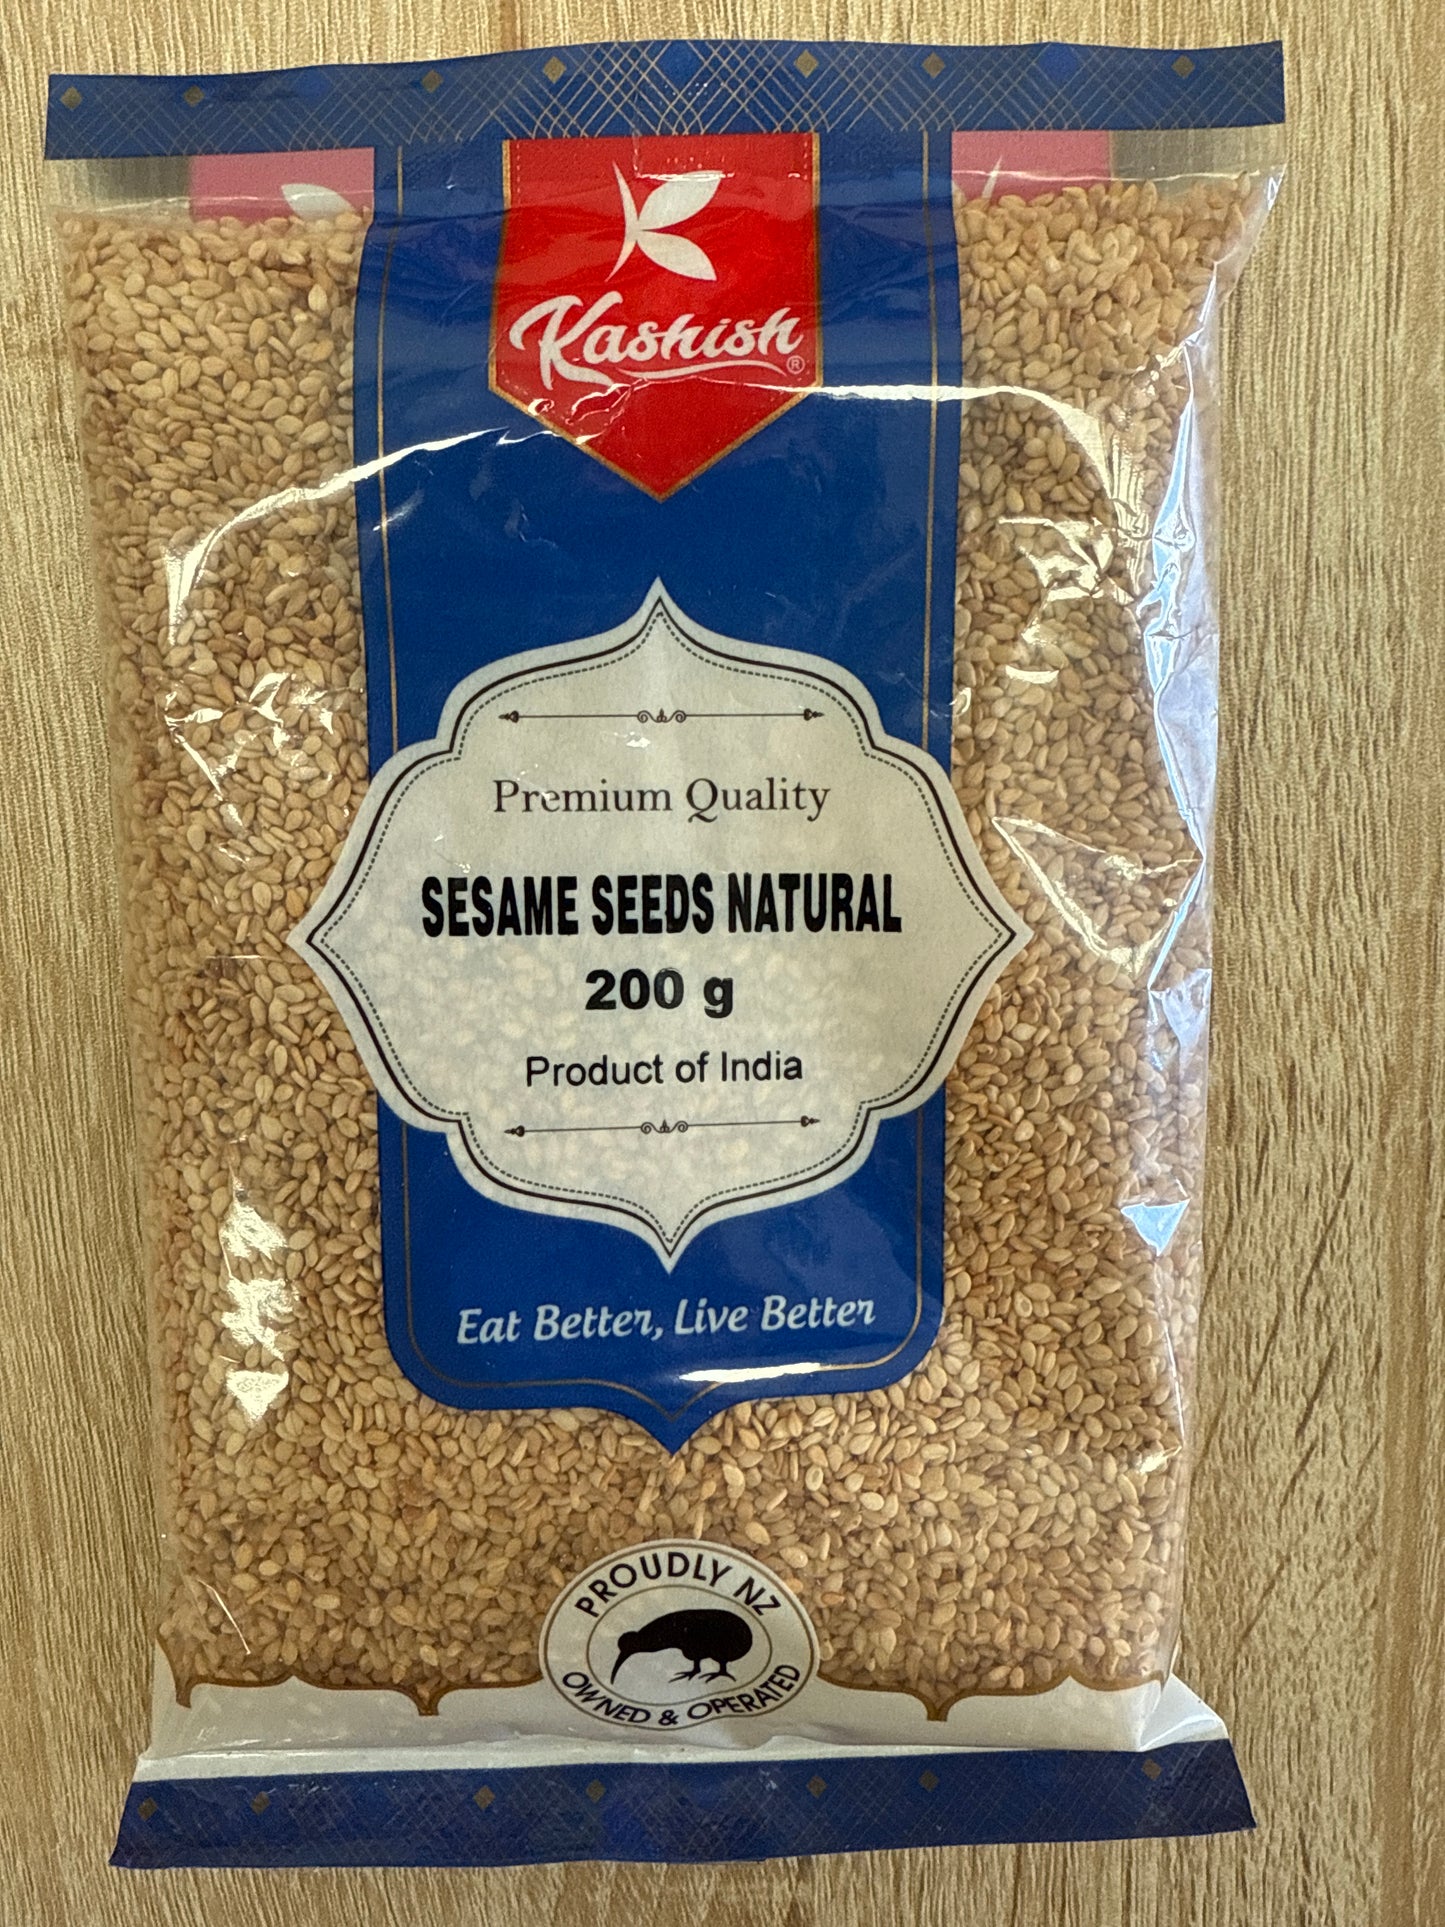 Kashish®
Premium Quality
SESAME SEEDS NATURAL
200 g
Product of India
Eat Better, Live Better
PROUDLY NZ
OWNED & OPERATED